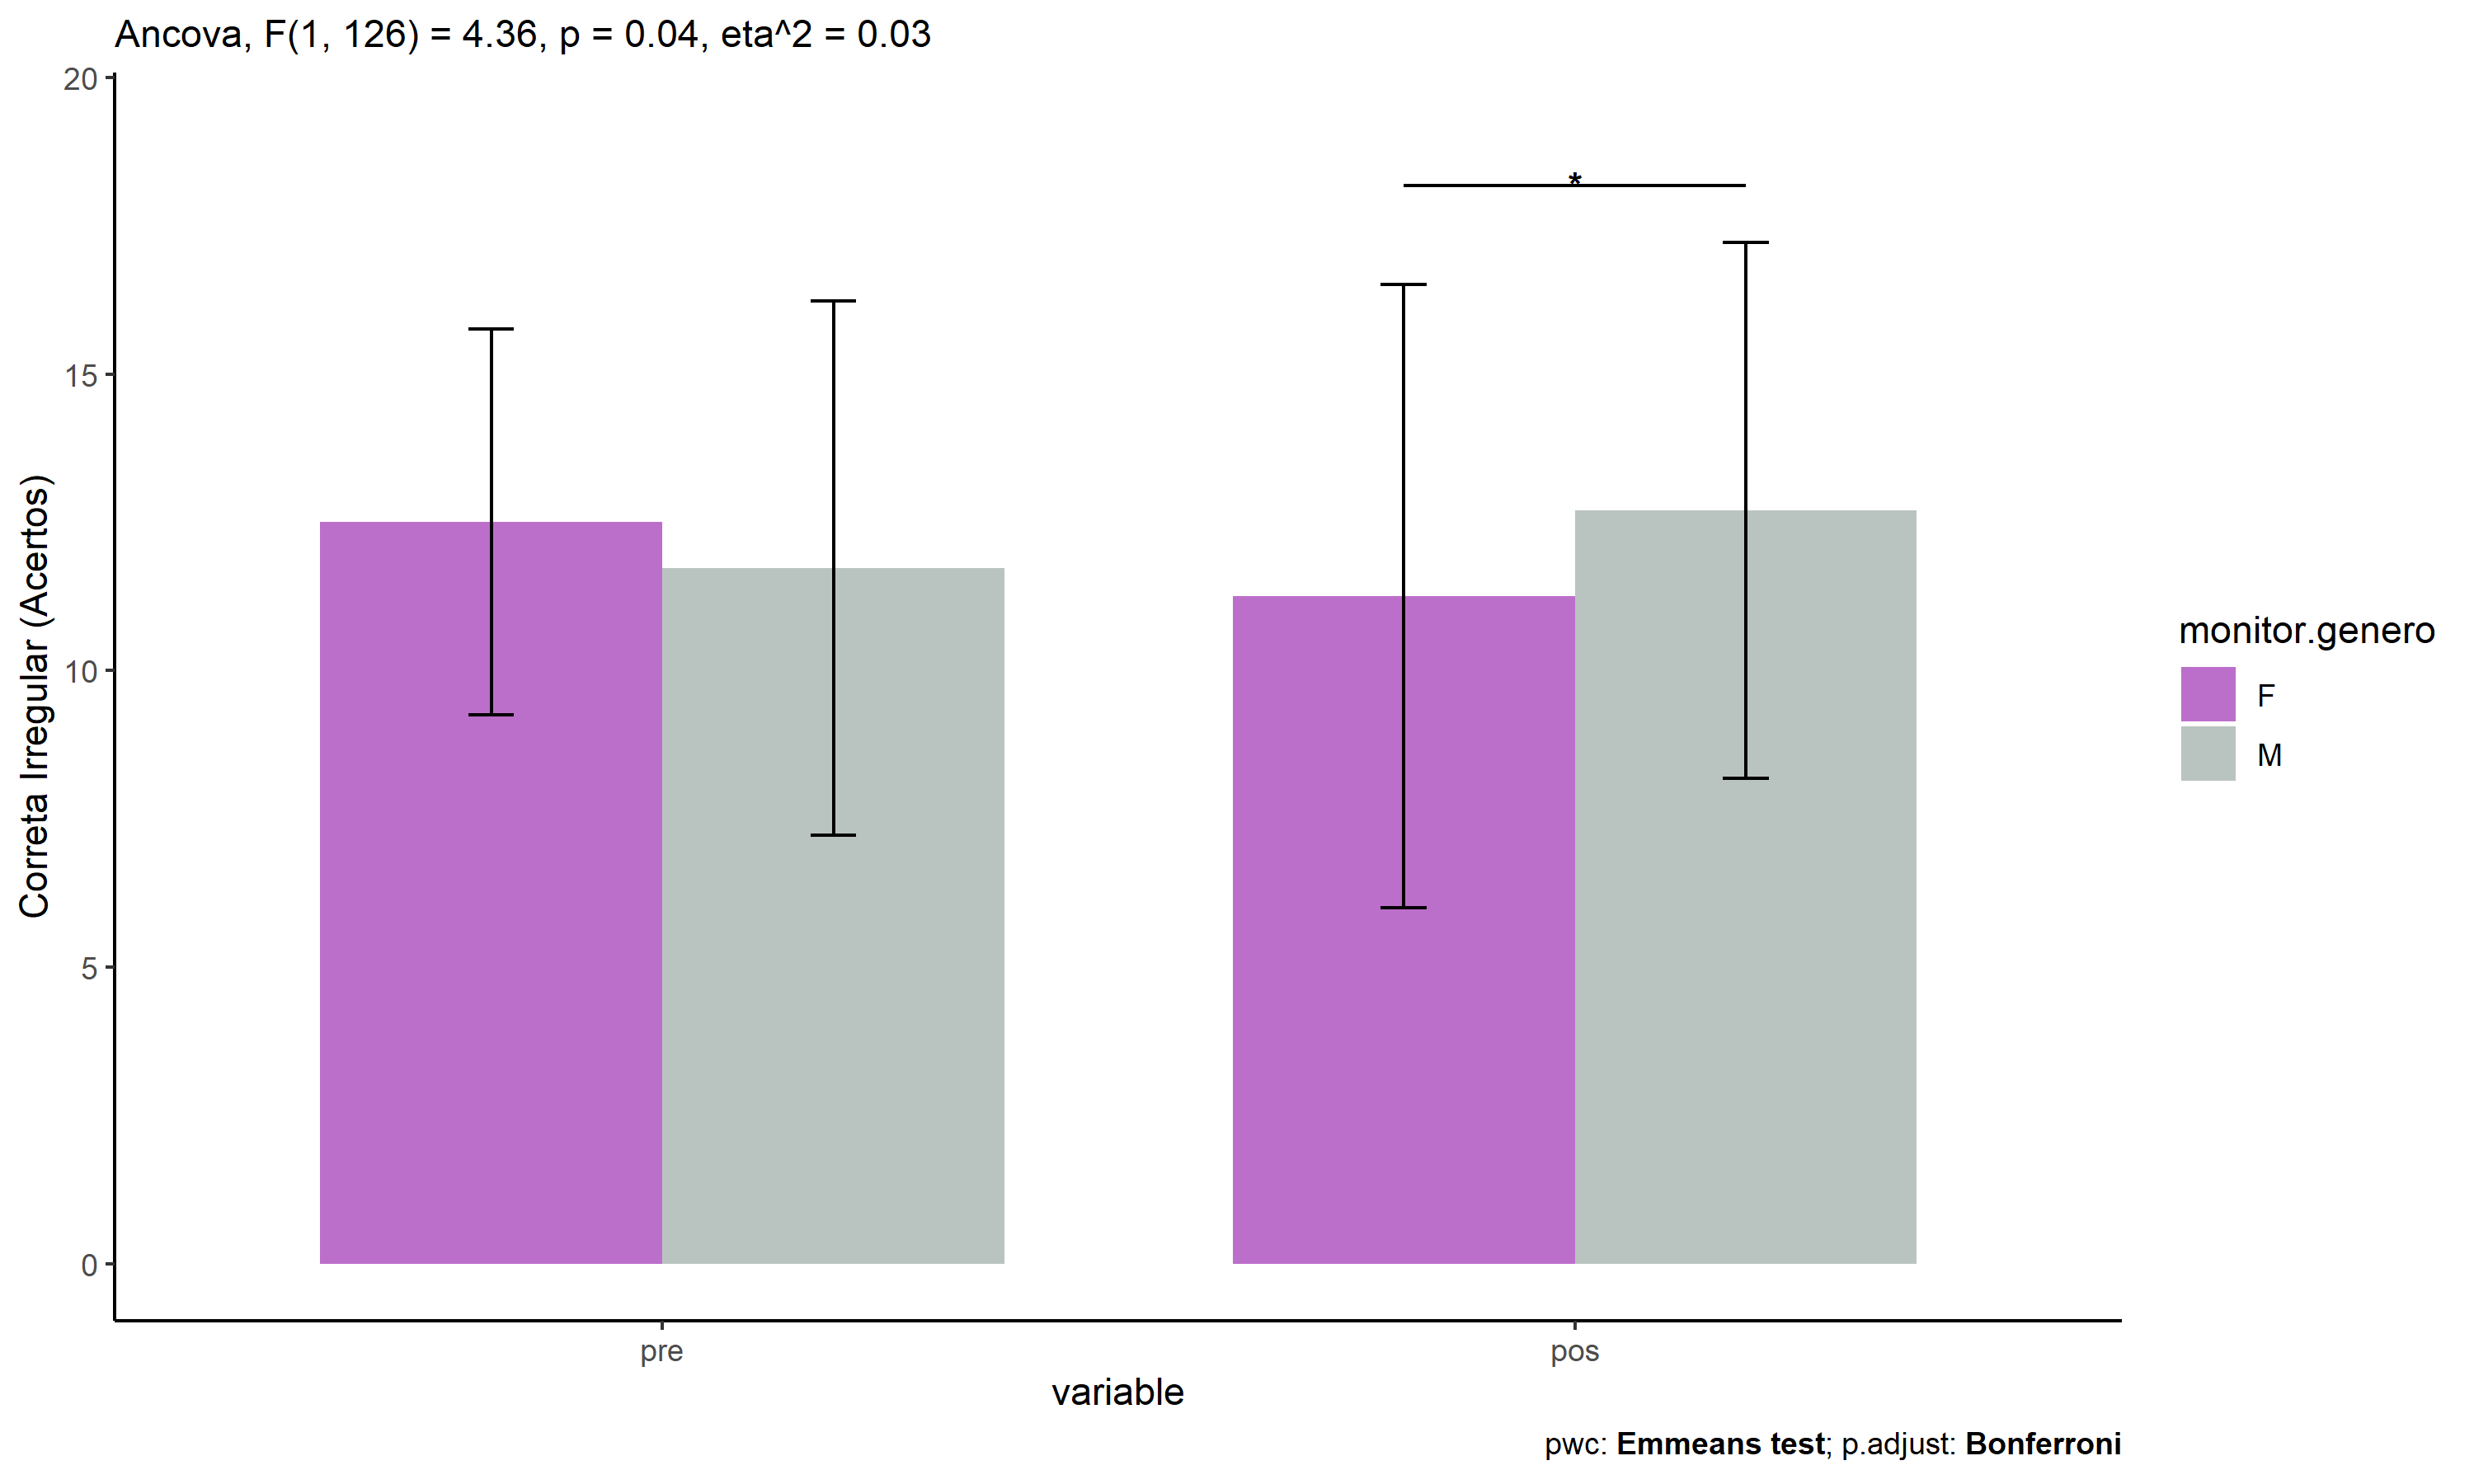 Ancova, F(1, 126) = 4.36, p = 0.04, eta^2 = 0.03
20
15
10
5
0
Correta Irregular (Acertos)
*
pre
pos
variable
monitor.genero
F
M
pwc: Emmeans test; p.adjust: Bonferroni